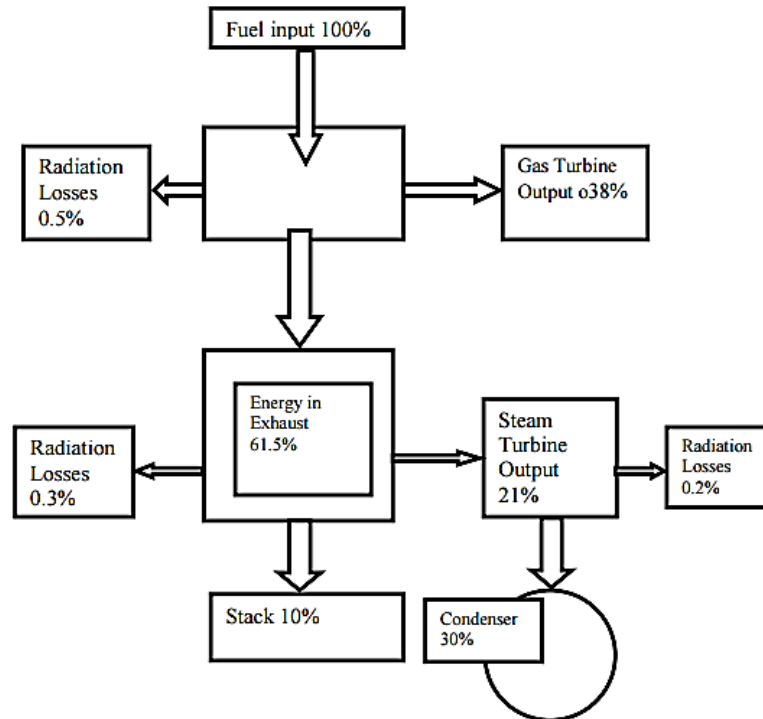 Fuel input 100%
Radiation
Losses
0.5%
Gas Turbine
Output o38%
Energy in
Exhaust
61.5%
Radiation
Losses
0.3%
Steam
Turbine
Output
21%
Radiation
Losses
0.2%
Stack 10%
Condenser
30%